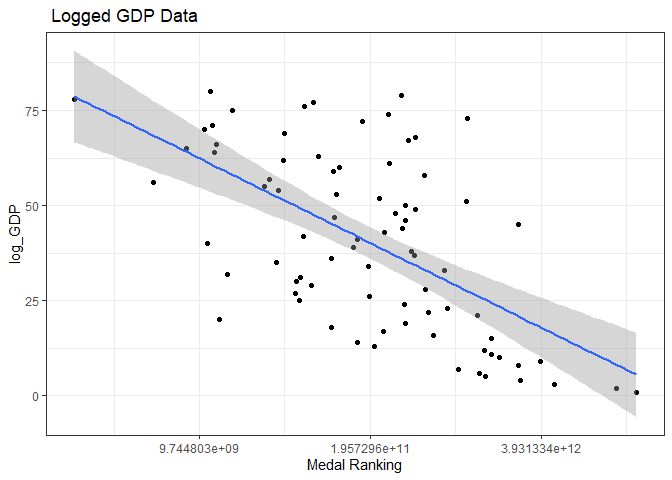 Logged GDP Data
75
50
25
0
log_GDP
9.744803e+09 1.957296e+11 3.931334e+12
Medal Ranking